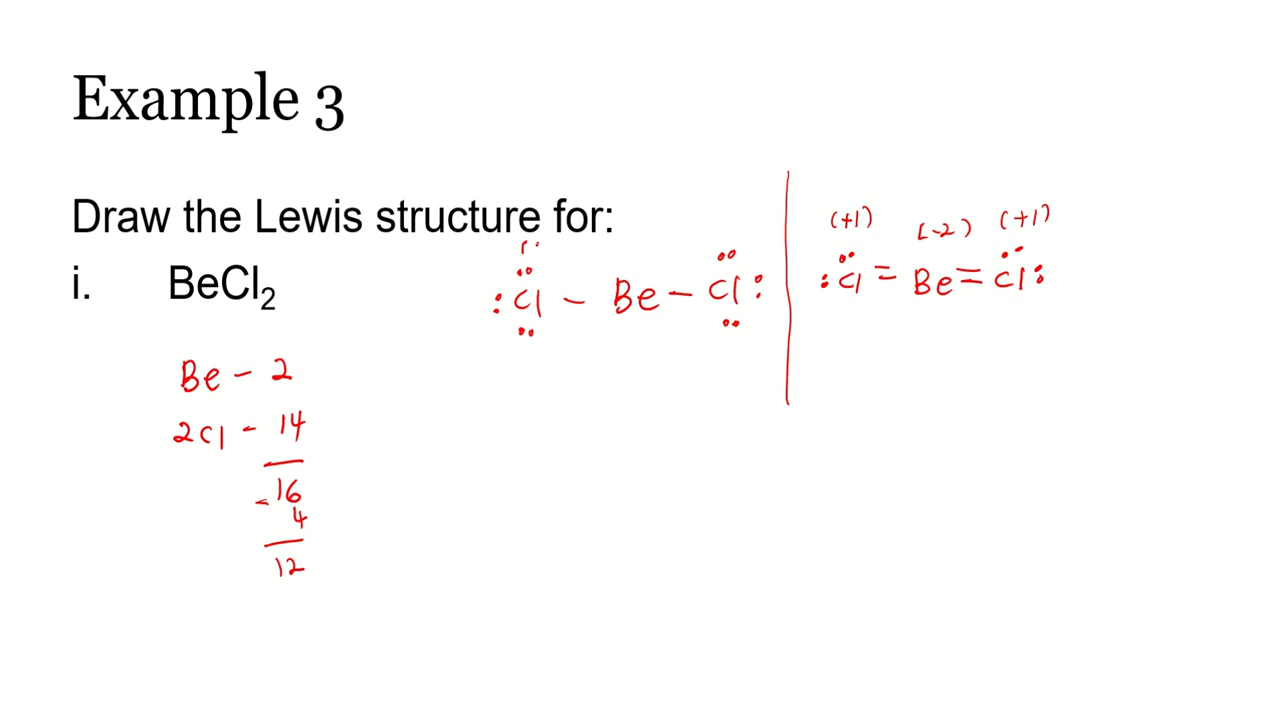 Example 3
Draw the Lewis structure for:
i. BeCl₂
:Cl – Be – Cl:
(+1) (-2) (+1)
:Cl = Be = Cl:
Be – 2
2Cl – 14
-16
4
12